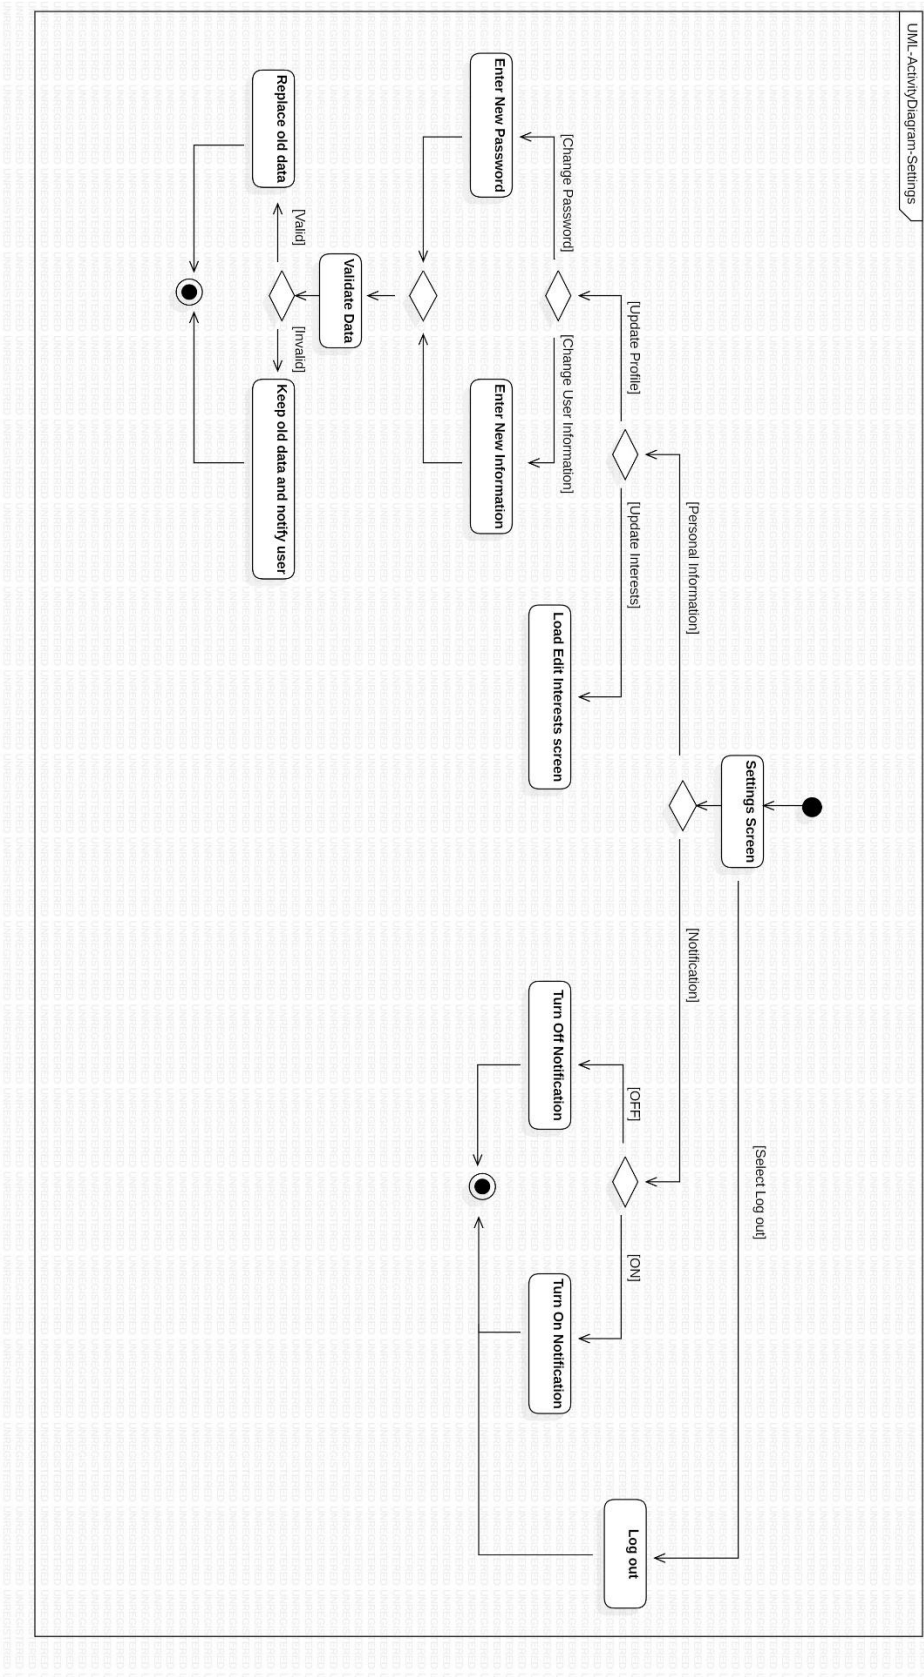 UML-ActivityDiagram-Settings
Settings Screen
[Select Log out]
[Personal Information]
[Notification]
[Update Profile]
[Update Interests]
[OFF]
[ON]
Log out
[Change Password]
[Change User Information]
Load Edit Interests screen
Turn Off Notification
Turn On Notification
Enter New Password
Enter New Information
Validate Data
[Valid]
[Invalid]
Replace old data
Keep old data and notify user